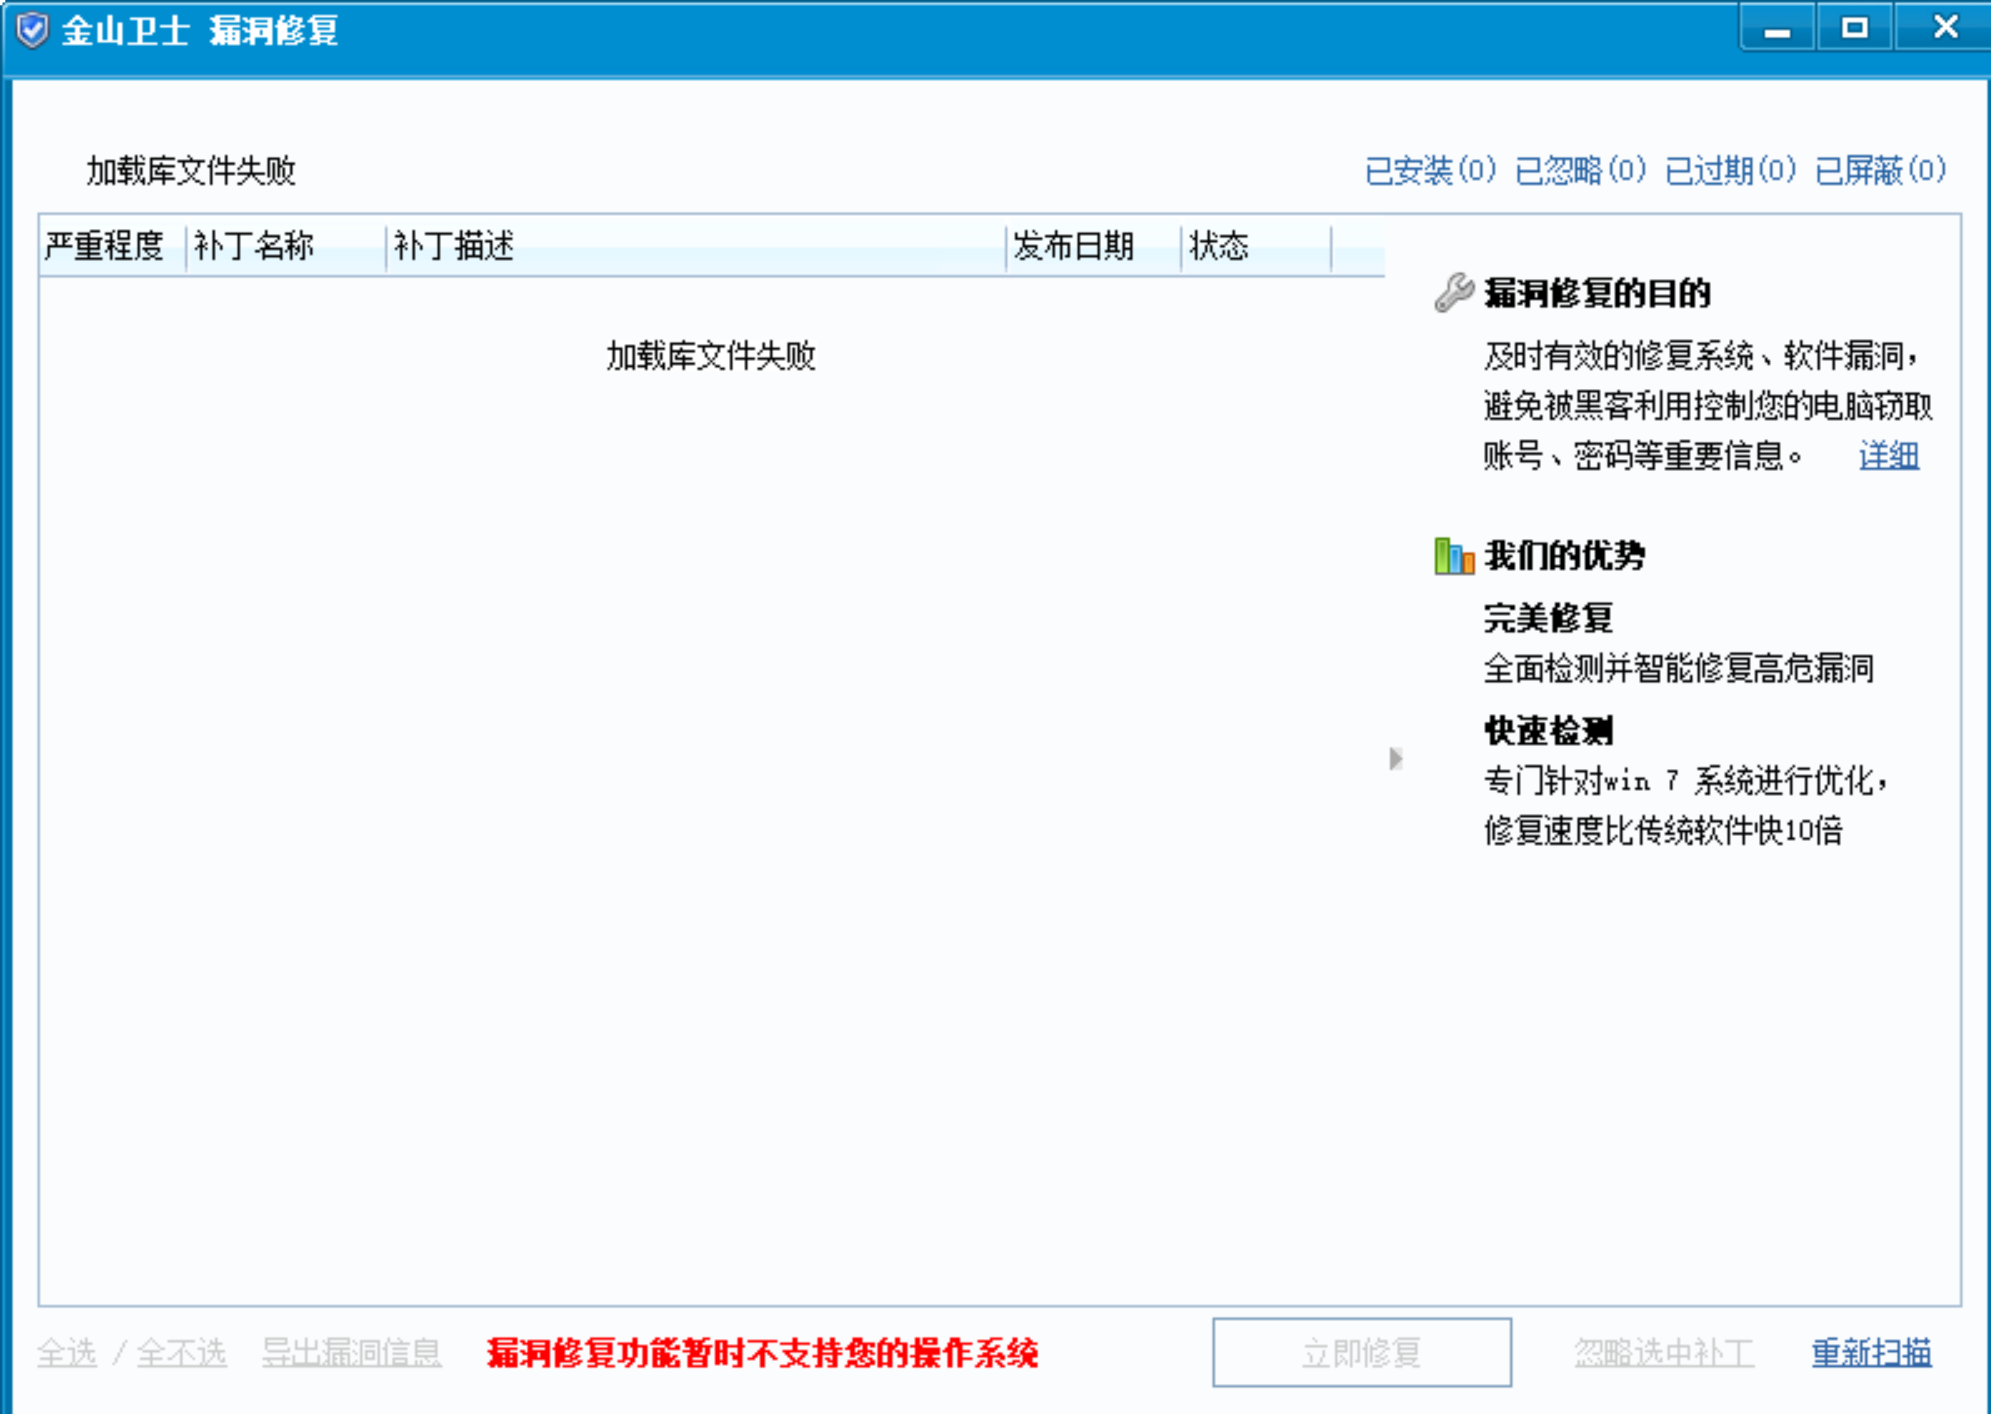 金山卫士 漏洞修复
加载库文件失败
已安装(0) 已忽略(0) 已过期(0) 已屏蔽(0)
严重程度 补丁名称 补丁描述 发布日期 状态
加载库文件失败
漏洞修复的目的
及时有效的修复系统、软件漏洞，
避免被黑客利用控制您的电脑窃取
账号、密码等重要信息。 详细
我们的优势
完美修复
全面检测并智能修复高危漏洞
快速检测
专门针对win 7 系统进行优化，
修复速度比传统软件快10倍
全选 / 全不选 导出漏洞信息 漏洞修复功能暂时不支持您的操作系统 立即修复 忽略选中补丁 重新扫描